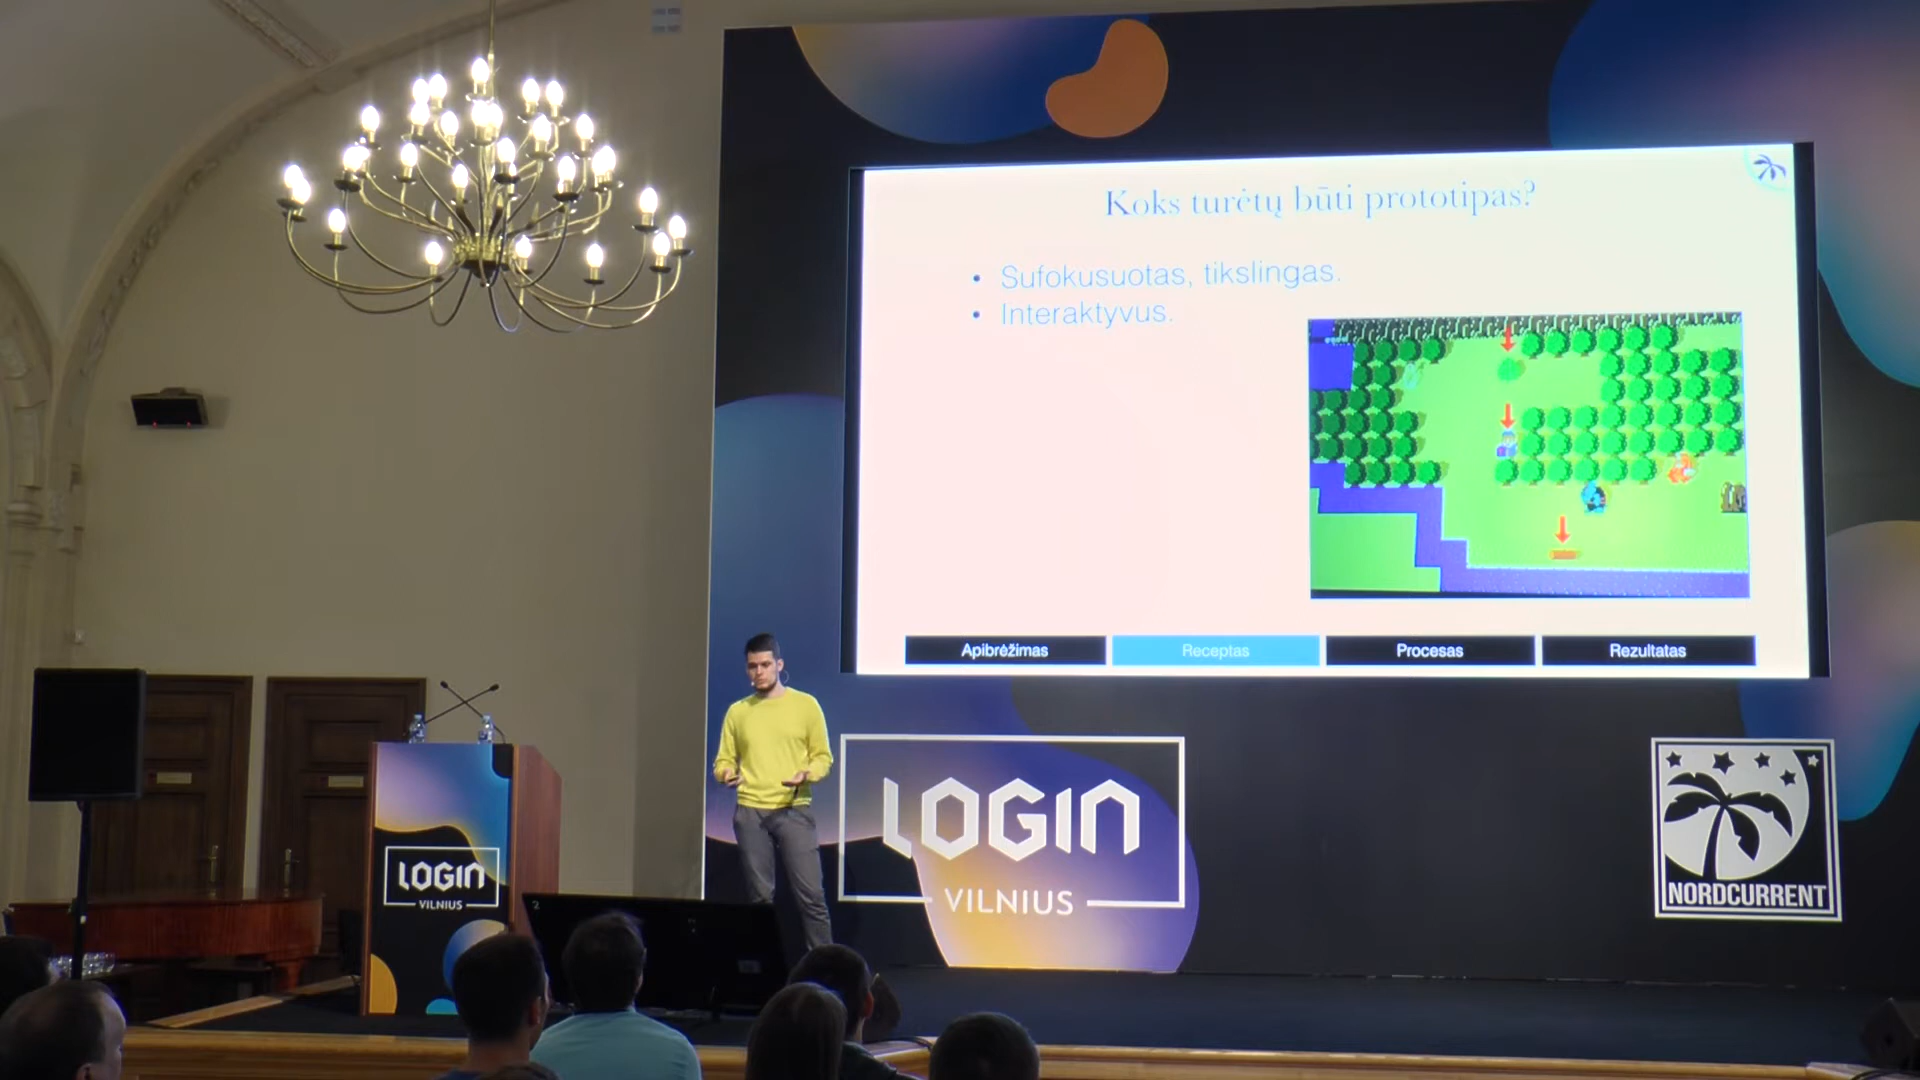 Koks turėtų būti prototipas?
• Sufokusuotas, tikslingas.
• Interaktyvus.
Apibrėžimas
Receptas
Procesas
Rezultatas
LOGIN
VILNIUS
LOGIN
VILNIUS
NORDCURRENT